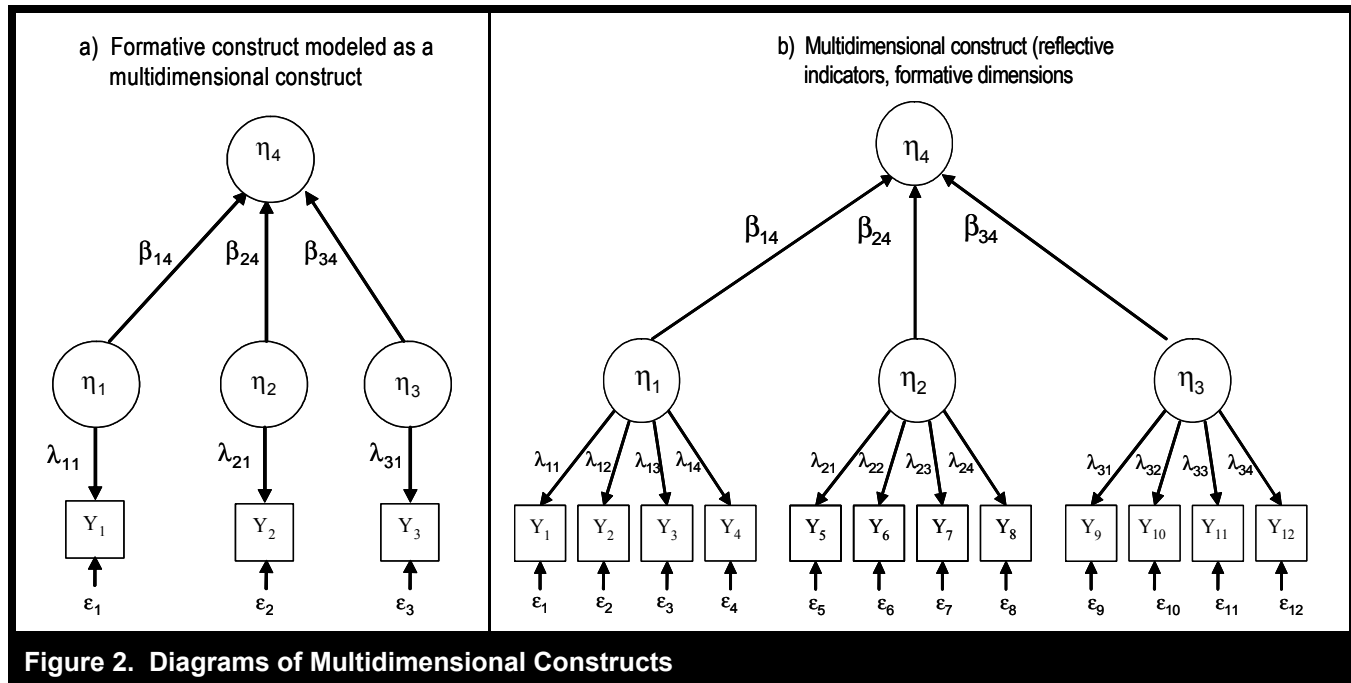 a) Formative construct modeled as a
multidimensional construct
η4
β14 β24 β34
η1 η2 η3
λ11 λ21 λ31
Y1 Y2 Y3
ε1 ε2 ε3
b) Multidimensional construct (reflective
indicators, formative dimensions
η4
β14 β24 β34
η1 η2 η3
λ11 λ12 λ13 λ14 λ21 λ22 λ23 λ24 λ31 λ32 λ33 λ34
Y1 Y2 Y3 Y4 Y5 Y6 Y7 Y8 Y9 Y10 Y11 Y12
ε1 ε2 ε3 ε4 ε5 ε6 ε7 ε8 ε9 ε10 ε11 ε12
Figure 2. Diagrams of Multidimensional Constructs